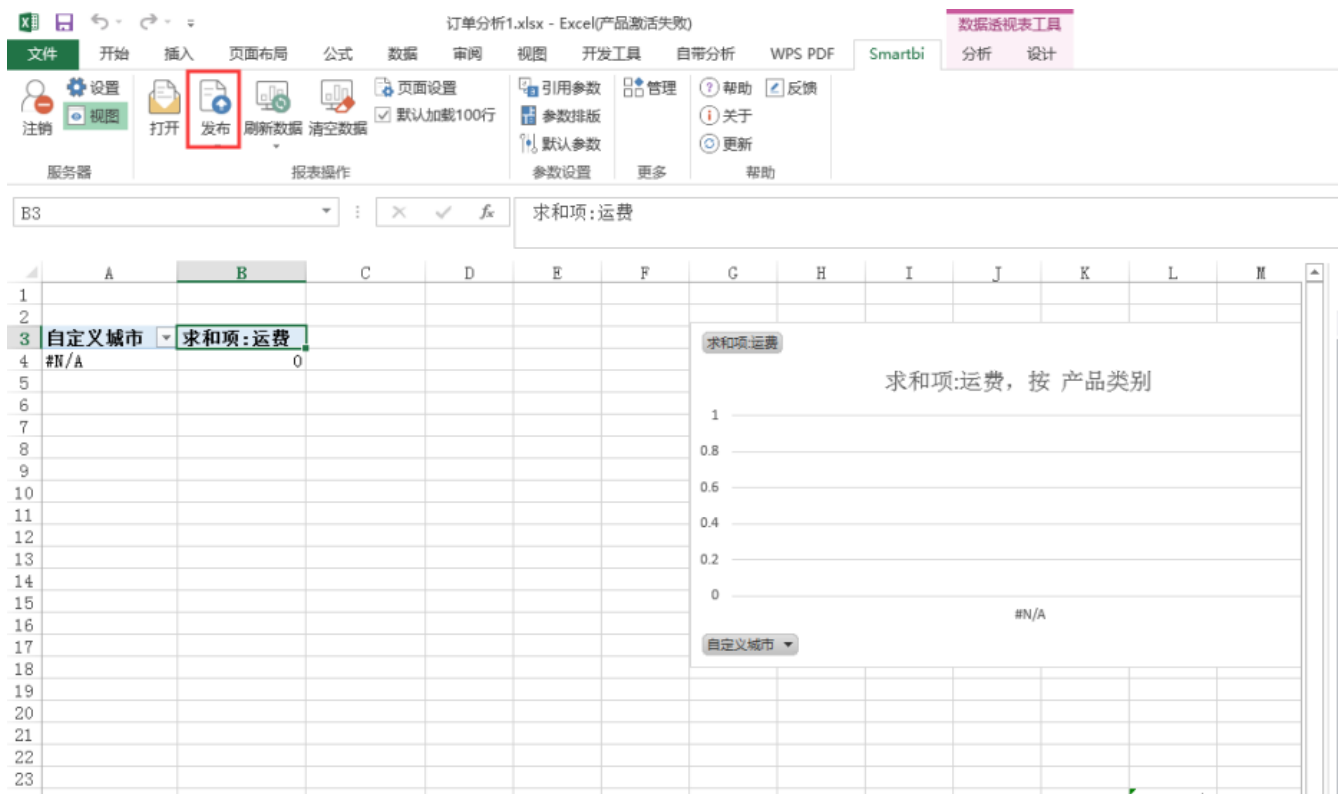 订单分析1.xlsx - Excel(产品激活失败)
数据透视表工具
文件 开始 插入 页面布局 公式 数据 审阅 视图 开发工具 自带分析 WPS PDF Smartbi 分析 设计
设置 页面设置 引用参数 管理 帮助 反馈
视图 默认加载100行 参数排版 关于
注销 打开 发布 刷新数据 清空数据 默认参数 更新
服务器 报表操作 参数设置 更多 帮助
B3 fx 求和项:运费
A B C D E F G H I J K L M
1
2
3 自定义城市 求和项:运费
4 #N/A 0
5
6
7
8
9
10
11
12
13
14
15
16
17
18
19
20
21
22
23
求和项:运费
求和项:运费，按 产品类别
1
0.8
0.6
0.4
0.2
0
#N/A
自定义城市